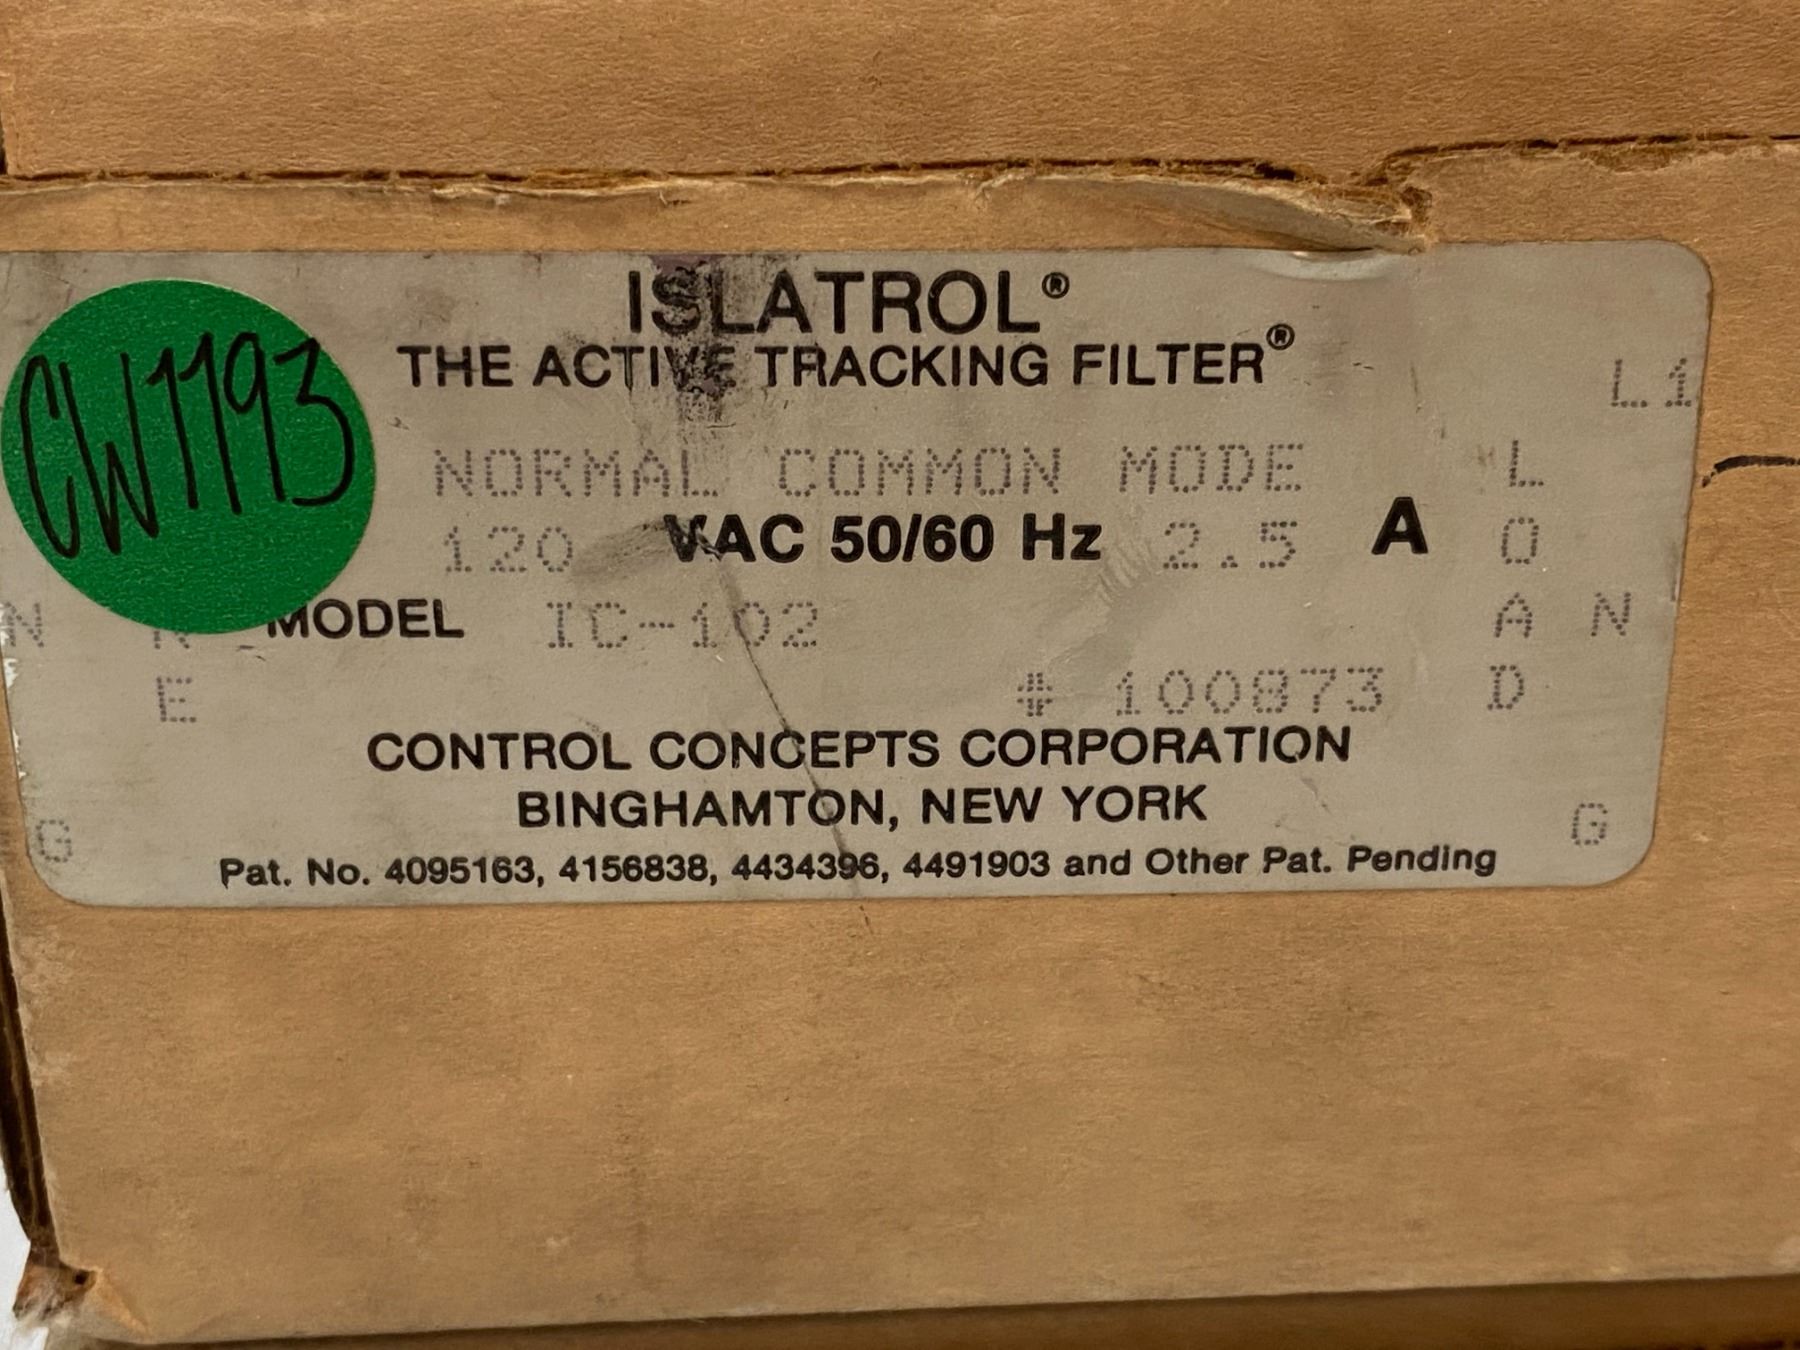 ISLATROL®
THE ACTIVE TRACKING FILTER®
CW1193
L1
NORMAL COMMON MODE
L
120 VAC 50/60 Hz 2.5 A
O
N
MODEL IC-102
A
N
E
# 100873
D
CONTROL CONCEPTS CORPORATION
BINGHAMTON, NEW YORK
G
G
Pat. No. 4095163, 4156838, 4434396, 4491903 and Other Pat. Pending